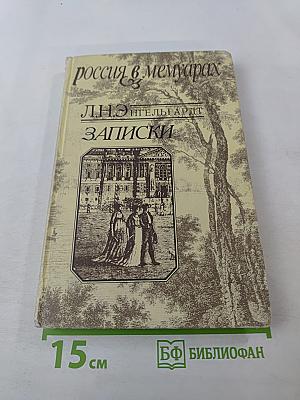 россия в мемуарах
Л.Н.ЭНГЕЛЬГАРДТ
ЗАПИСКИ
15 см
БФ БИБЛИОФАН